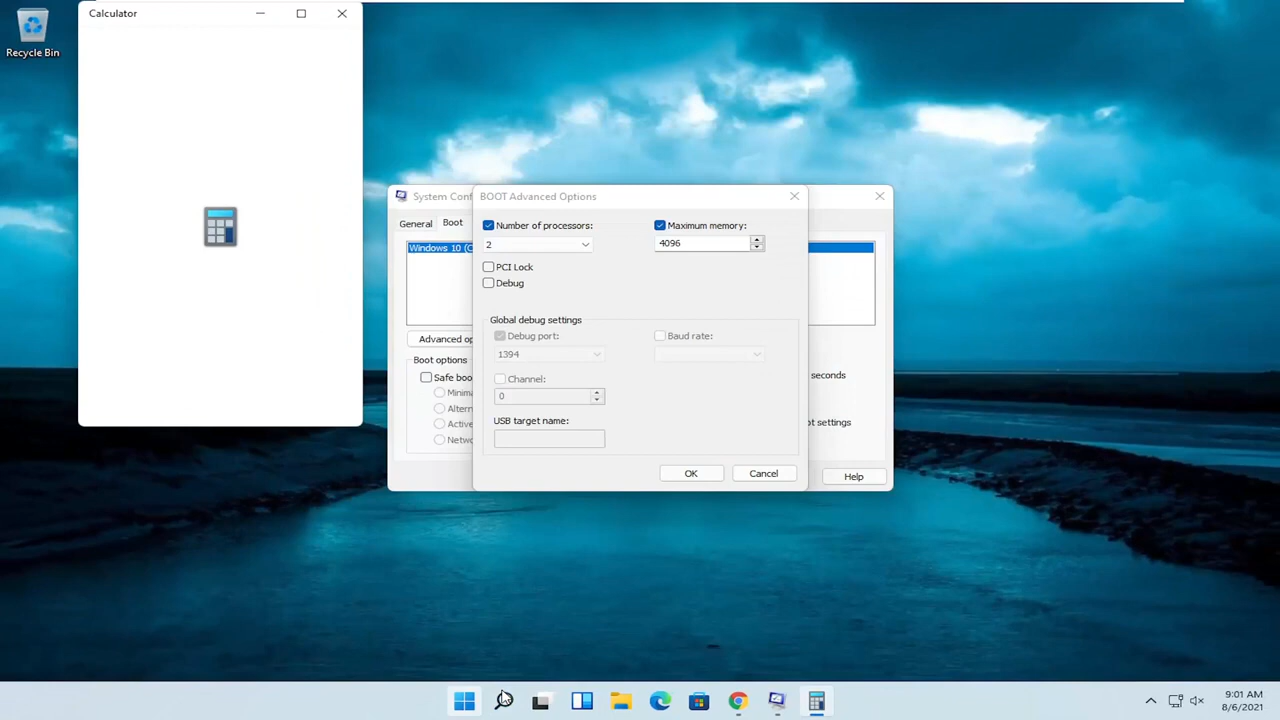 Calculator
Recycle Bin
System Conf
BOOT Advanced Options
General
Boot
Number of processors:
Maximum memory:
2
4096
Windows 10 (C
PCI Lock
Debug
Global debug settings
Debug port:
Baud rate:
1394
Advanced op
Boot options
Channel:
Safe boo
0
seconds
Minima
Altern
Active
Netwo
USB target name:
ot settings
OK
Cancel
Help
9:01 AM
8/6/2021